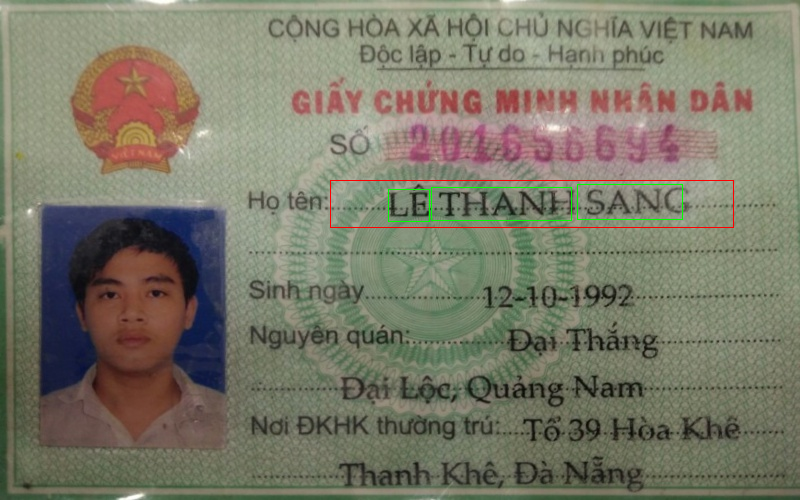 CỘNG HÒA XÃ HỘI CHỦ NGHĨA VIỆT NAM
Độc lập - Tự do - Hạnh phúc
GIẤY CHỨNG MINH NHÂN DÂN
SỐ 201656694
VIỆT NAM
Họ tên: LÊ THANH SANG
Sinh ngày 12-10-1992
Nguyên quán: Đại Thắng
Đại Lộc, Quảng Nam
Nơi ĐKHK thường trú: Tổ 39 Hòa Khê
Thanh Khê, Đà Nẵng